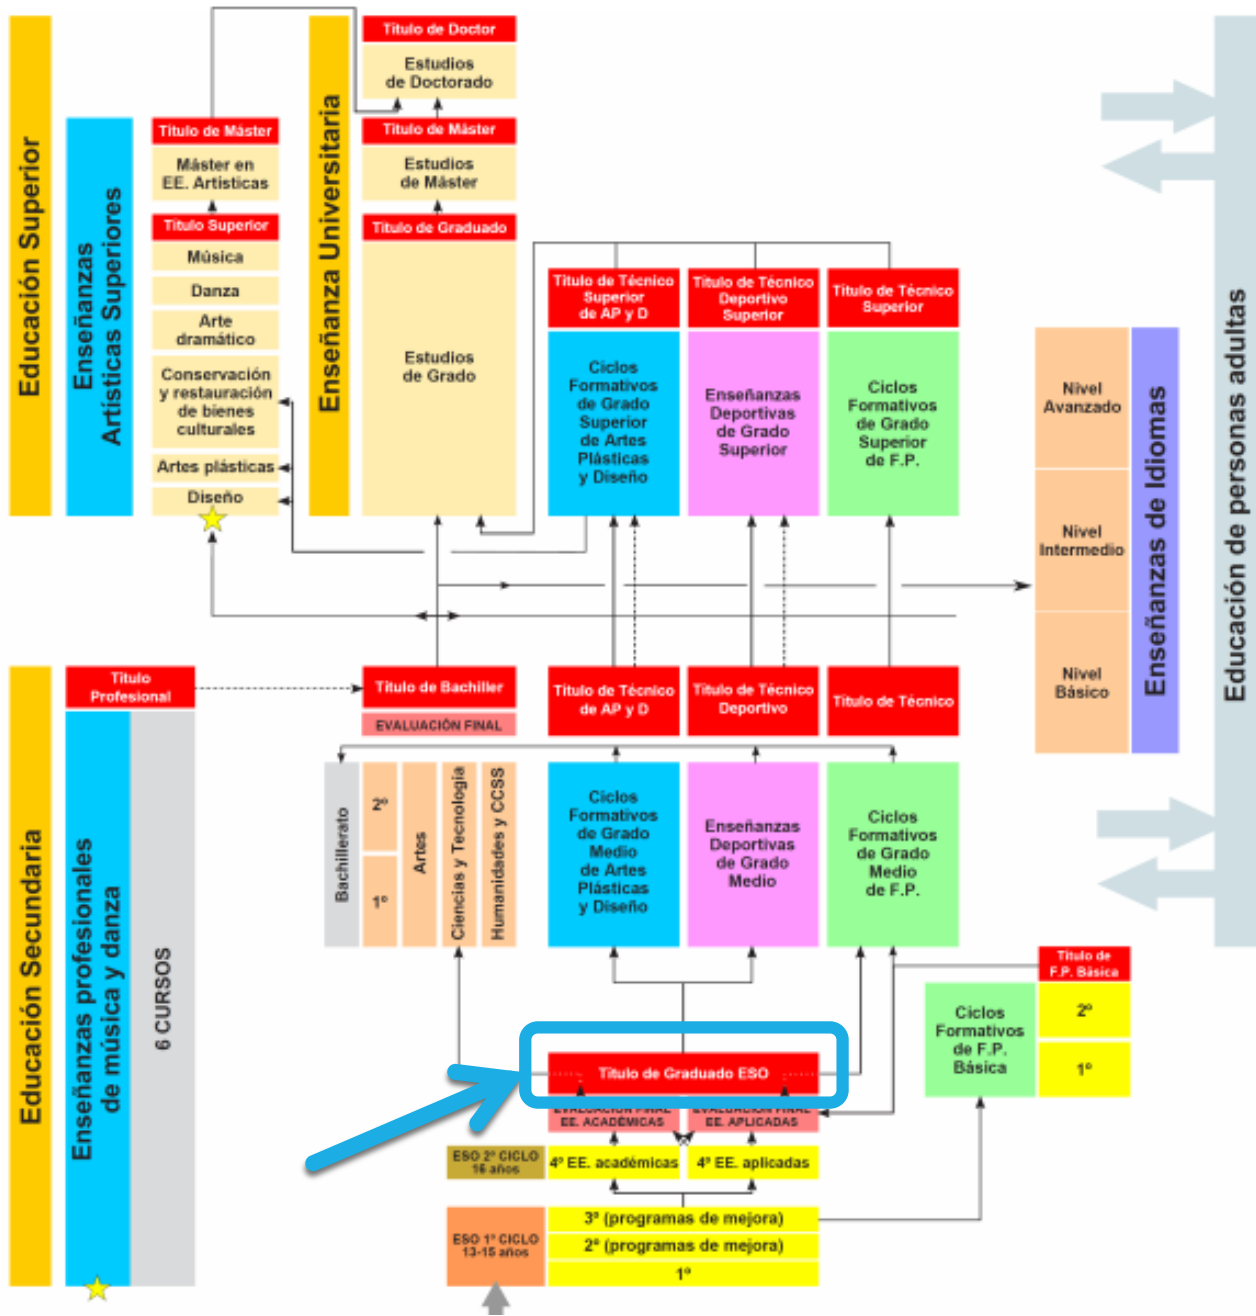 Educación Superior
Enseñanzas
Artísticas Superiores
Título de Máster
Máster en
EE. Artísticas
Título Superior
Música
Danza
Arte
dramático
Conservación
y restauración
de bienes
culturales
Artes plásticas
Diseño
Enseñanza Universitaria
Título de Doctor
Estudios
de Doctorado
Título de Máster
Estudios
de Máster
Título de Graduado
Estudios
de Grado
Título de Técnico
Superior
de AP y D
Ciclos
Formativos
de Grado
Superior
de Artes
Plásticas
y Diseño
Título de Técnico
Deportivo
Superior
Enseñanzas
Deportivas
de Grado
Superior
Título de Técnico
Superior
Ciclos
Formativos
de Grado
Superior
de F.P.
Nivel
Avanzado
Nivel
Intermedio
Nivel
Básico
Enseñanzas de Idiomas
Educación de personas adultas
Educación Secundaria
Título
Profesional
Enseñanzas profesionales
de música y danza
6 CURSOS
Título de Bachiller
EVALUACIÓN FINAL
Bachillerato
2º
1º
Artes
Ciencias y Tecnología
Humanidades y CCSS
Título de Técnico
de AP y D
Ciclos
Formativos
de Grado
Medio
de Artes
Plásticas
y Diseño
Título de Técnico
Deportivo
Enseñanzas
Deportivas
de Grado
Medio
Título de Técnico
Ciclos
Formativos
de Grado
Medio
de F.P.
Título de
F.P. Básica
Ciclos
Formativos
de F.P.
Básica
2º
1º
Título de Graduado ESO
EVALUACIÓN FINAL
EE. ACADÉMICAS
EVALUACIÓN FINAL
EE. APLICADAS
ESO 2º CICLO
16 años
4º EE. académicas
4º EE. aplicadas
ESO 1º CICLO
13-15 años
3º (programas de mejora)
2º (programas de mejora)
1º